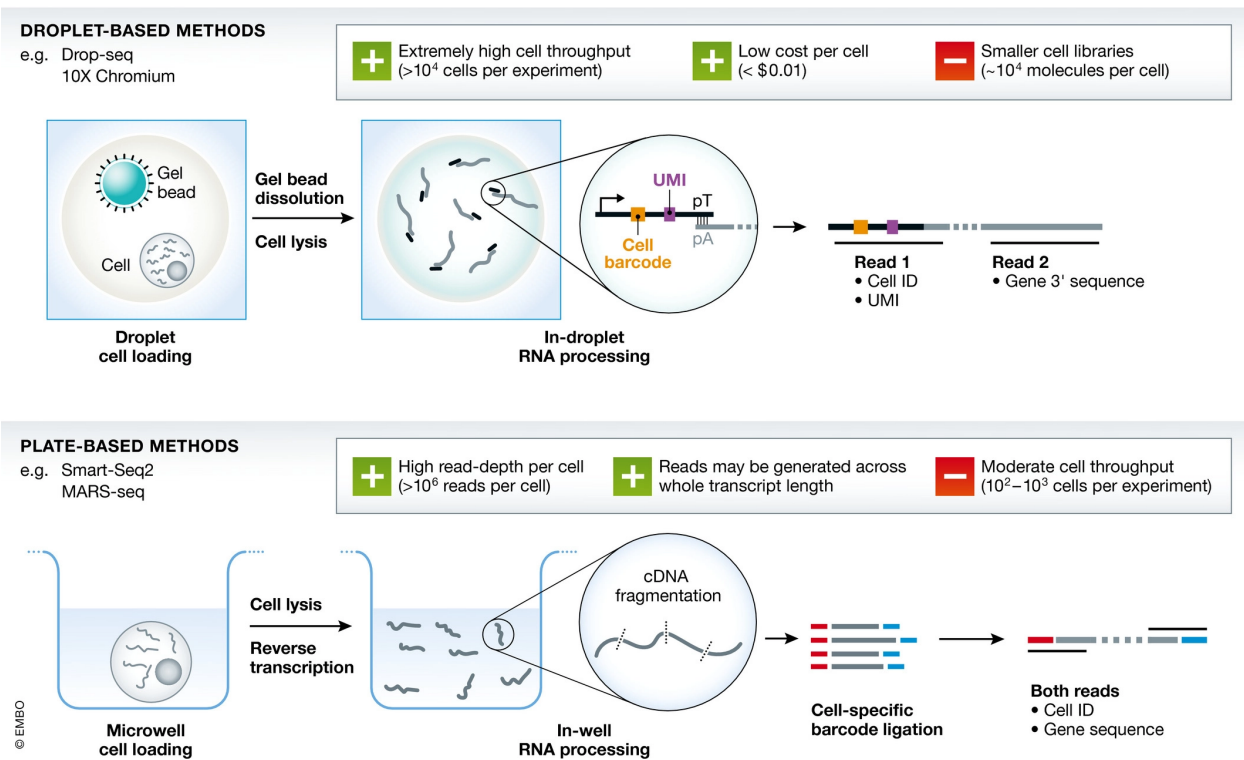 DROPLET-BASED METHODS
e.g. Drop-seq
10X Chromium
Extremely high cell throughput
(>10⁴ cells per experiment)
Low cost per cell
(< $0.01)
Smaller cell libraries
(~10⁴ molecules per cell)
Gel
bead
Cell
Gel bead
dissolution
Cell lysis
UMI
pT
pA
Cell
barcode
Read 1
• Cell ID
• UMI
Read 2
• Gene 3' sequence
Droplet
cell loading
In-droplet
RNA processing
PLATE-BASED METHODS
e.g. Smart-Seq2
MARS-seq
High read-depth per cell
(>10⁶ reads per cell)
Reads may be generated across
whole transcript length
Moderate cell throughput
(10²–10³ cells per experiment)
Cell lysis
Reverse
transcription
cDNA
fragmentation
Cell-specific
barcode ligation
Both reads
• Cell ID
• Gene sequence
Microwell
cell loading
In-well
RNA processing
© EMBO